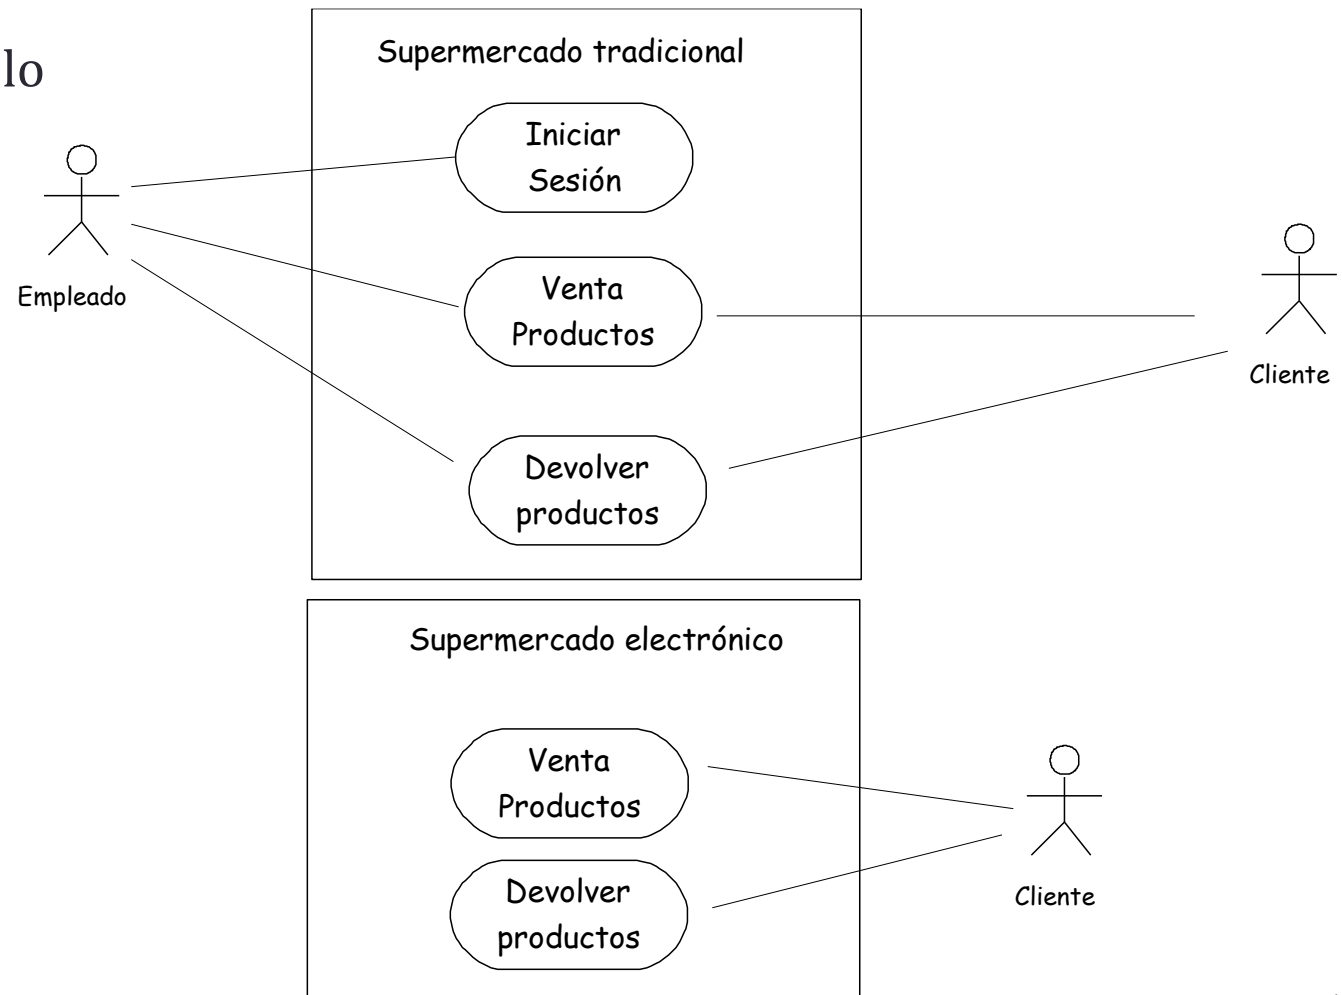 lo
Supermercado tradicional
Iniciar
Sesión
Empleado
Venta
Productos
Cliente
Devolver
productos
Supermercado electrónico
Venta
Productos
Cliente
Devolver
productos